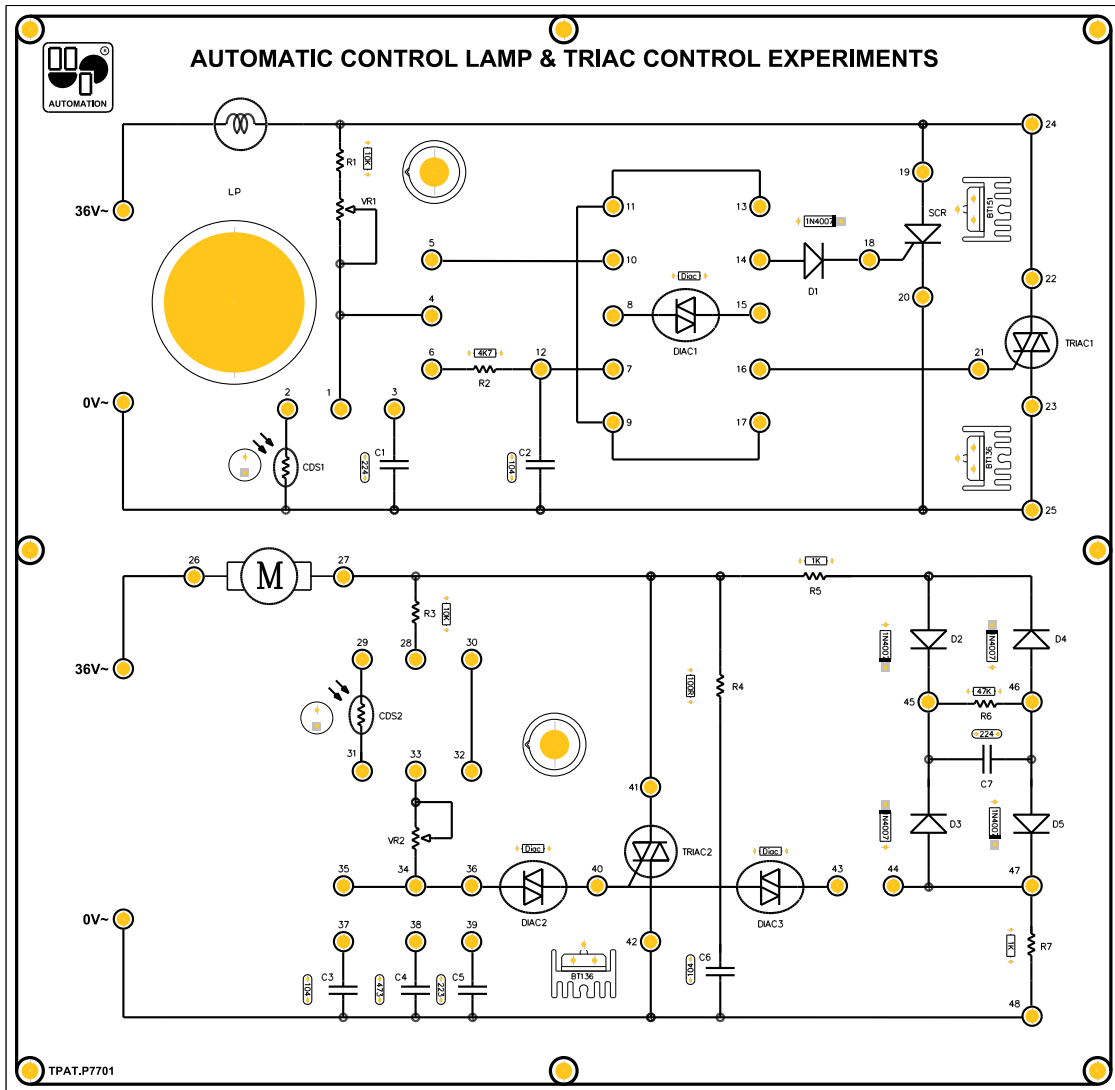 AUTOMATIC CONTROL LAMP & TRIAC CONTROL EXPERIMENTS
®
AUTOMATION
LP
36V~
0V~
R1
10K
VR1
5
4
6
4K7
R2
12
2
1
3
CDS1
C1
224
C2
104
11
13
10
14
8
Diac
15
DIAC1
7
16
9
17
1N4007
D1
18
19
SCR
BT151
20
24
22
TRIAC1
21
23
BT136
25
26
M
27
36V~
0V~
R3
10K
29
28
30
CDS2
31
33
32
VR2
35
34
36
Diac
DIAC2
40
37
38
39
C3
104
C4
473
C5
223
BT136
41
TRIAC2
42
100R
R4
C6
104
Diac
DIAC3
43
44
1K
R5
1N4007
D2
1N4007
D4
45
47K
R6
46
224
C7
1N4007
D3
1N4007
D5
47
1K
R7
48
TPAT.P7701